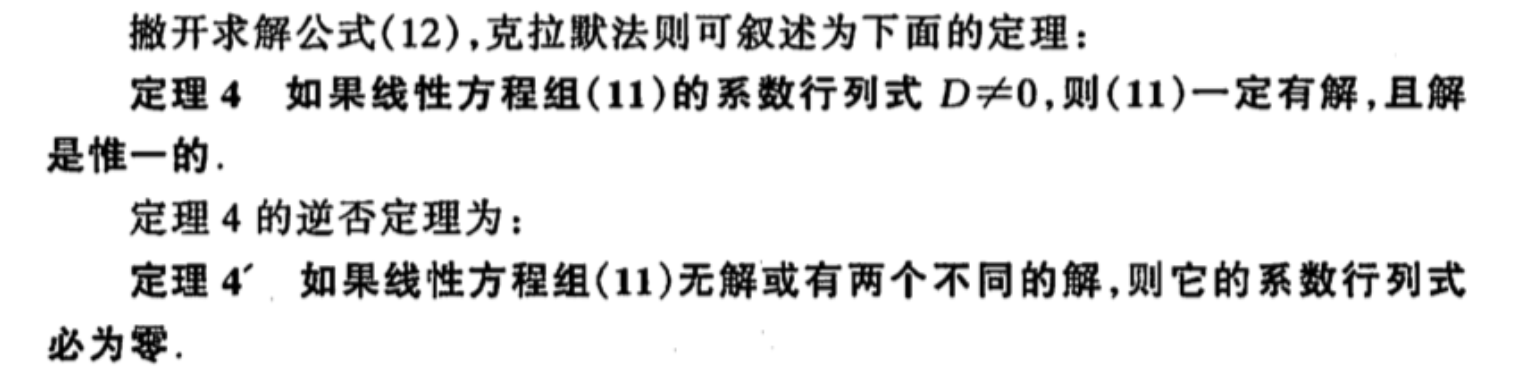 撇开求解公式(12),克拉默法则可叙述为下面的定理:
定理 4 如果线性方程组(11)的系数行列式 D≠0,则(11)一定有解,且解
是惟一的.
定理 4 的逆否定理为:
定理 4′ 如果线性方程组(11)无解或有两个不同的解,则它的系数行列式
必为零.